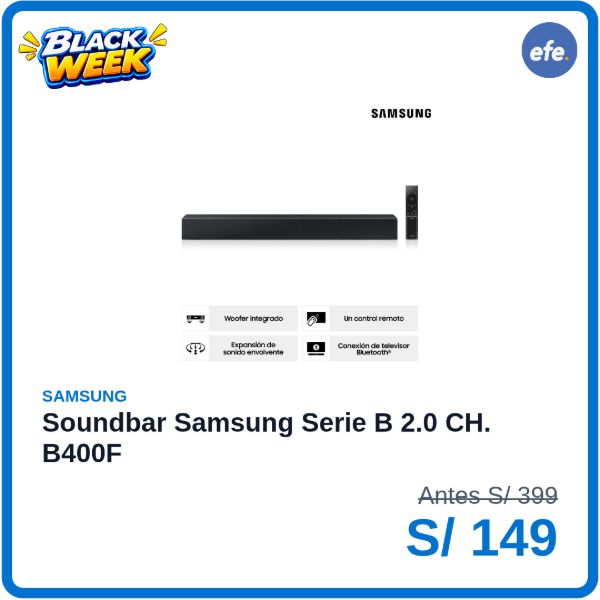 BLACK
WEEK
efe.
SAMSUNG
Woofer integrado
Un control remoto
Expansión de
sonido envolvente
Conexión de televisor
Bluetooth®
SAMSUNG
Soundbar Samsung Serie B 2.0 CH.
B400F
Antes S/ 399
S/ 149